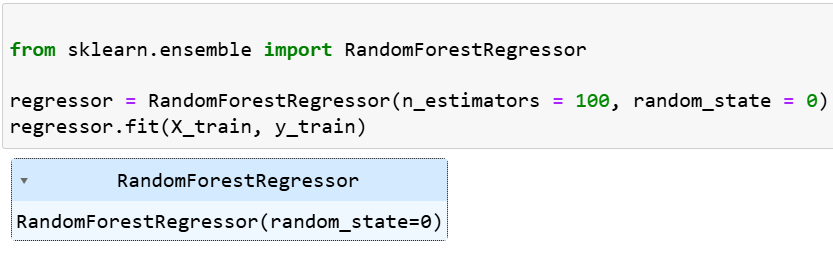 from sklearn.ensemble import RandomForestRegressor
regressor = RandomForestRegressor(n_estimators = 100, random_state = 0)
regressor.fit(X_train, y_train)
RandomForestRegressor
RandomForestRegressor(random_state=0)